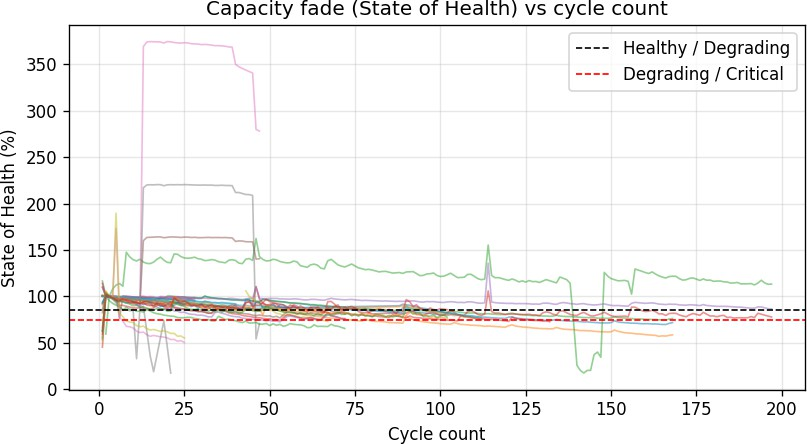 Capacity fade (State of Health) vs cycle count
Healthy / Degrading
Degrading / Critical
State of Health (%)
350
300
250
200
150
100
50
0
0 25 50 75 100 125 150 175 200
Cycle count